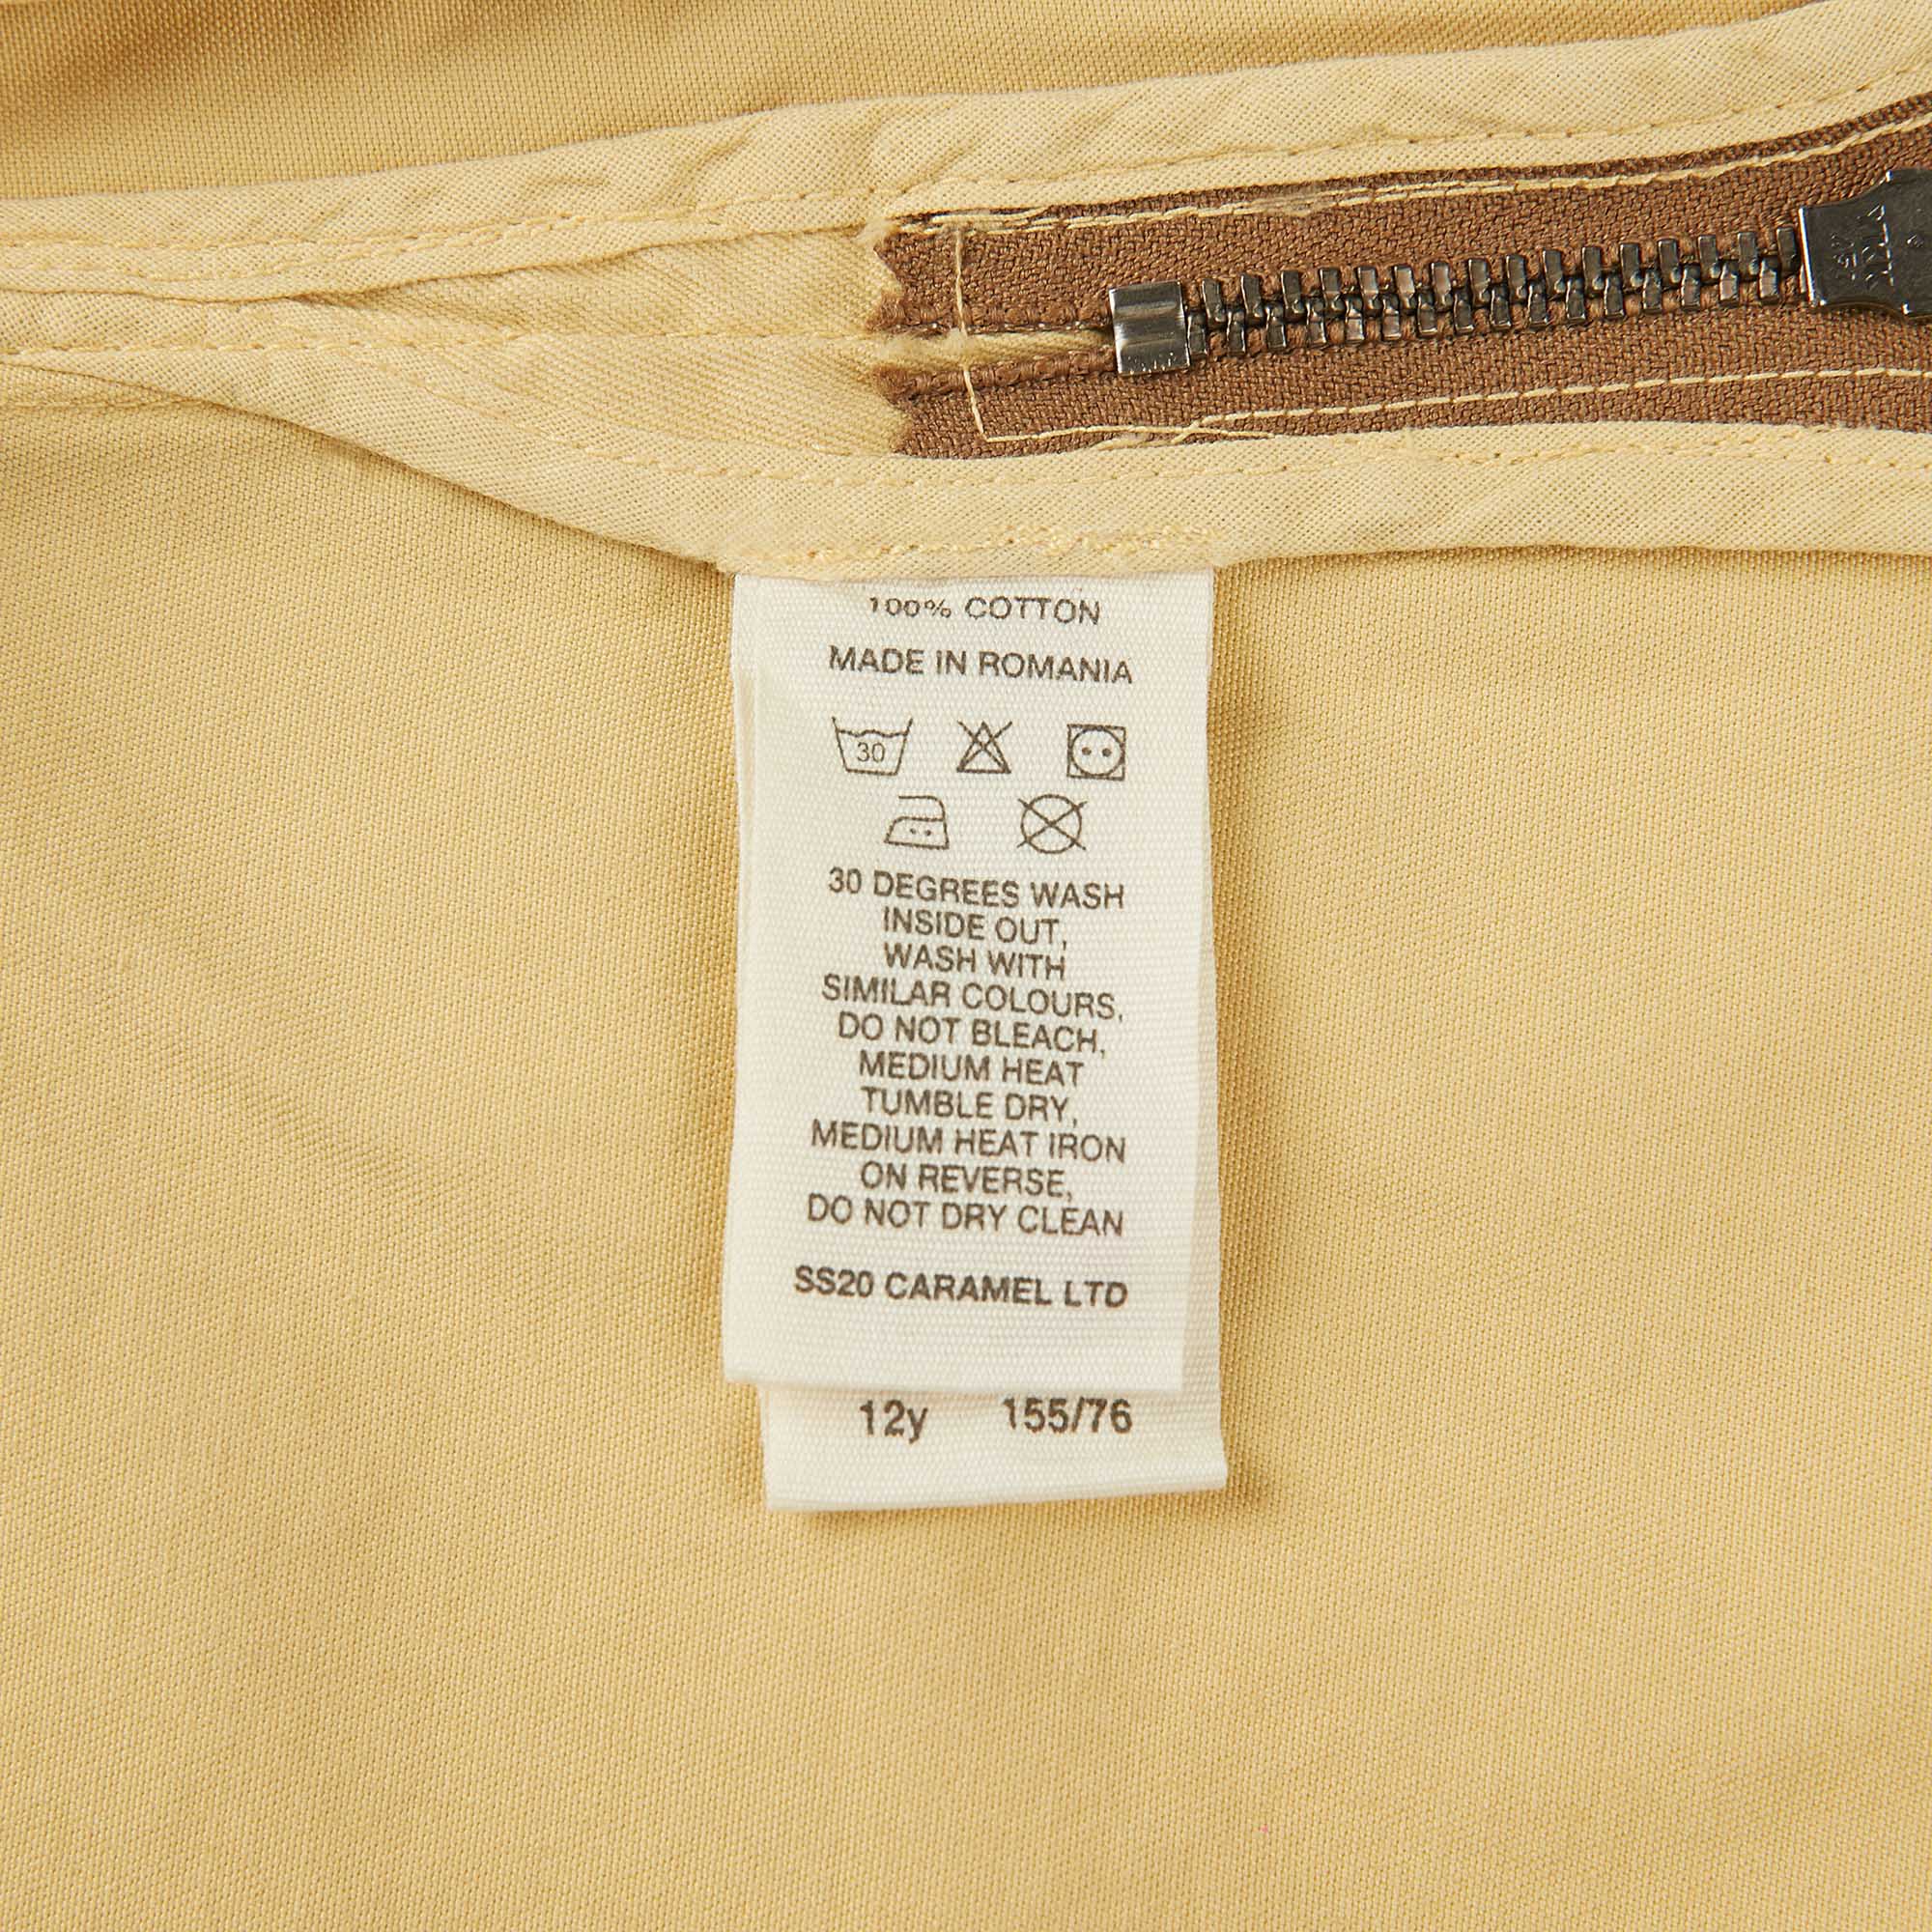 100% COTTON
MADE IN ROMANIA
30
30 DEGREES WASH
INSIDE OUT,
WASH WITH
SIMILAR COLOURS,
DO NOT BLEACH,
MEDIUM HEAT
TUMBLE DRY,
MEDIUM HEAT IRON
ON REVERSE,
DO NOT DRY CLEAN
SS20 CARAMEL LTD
12y 155/76